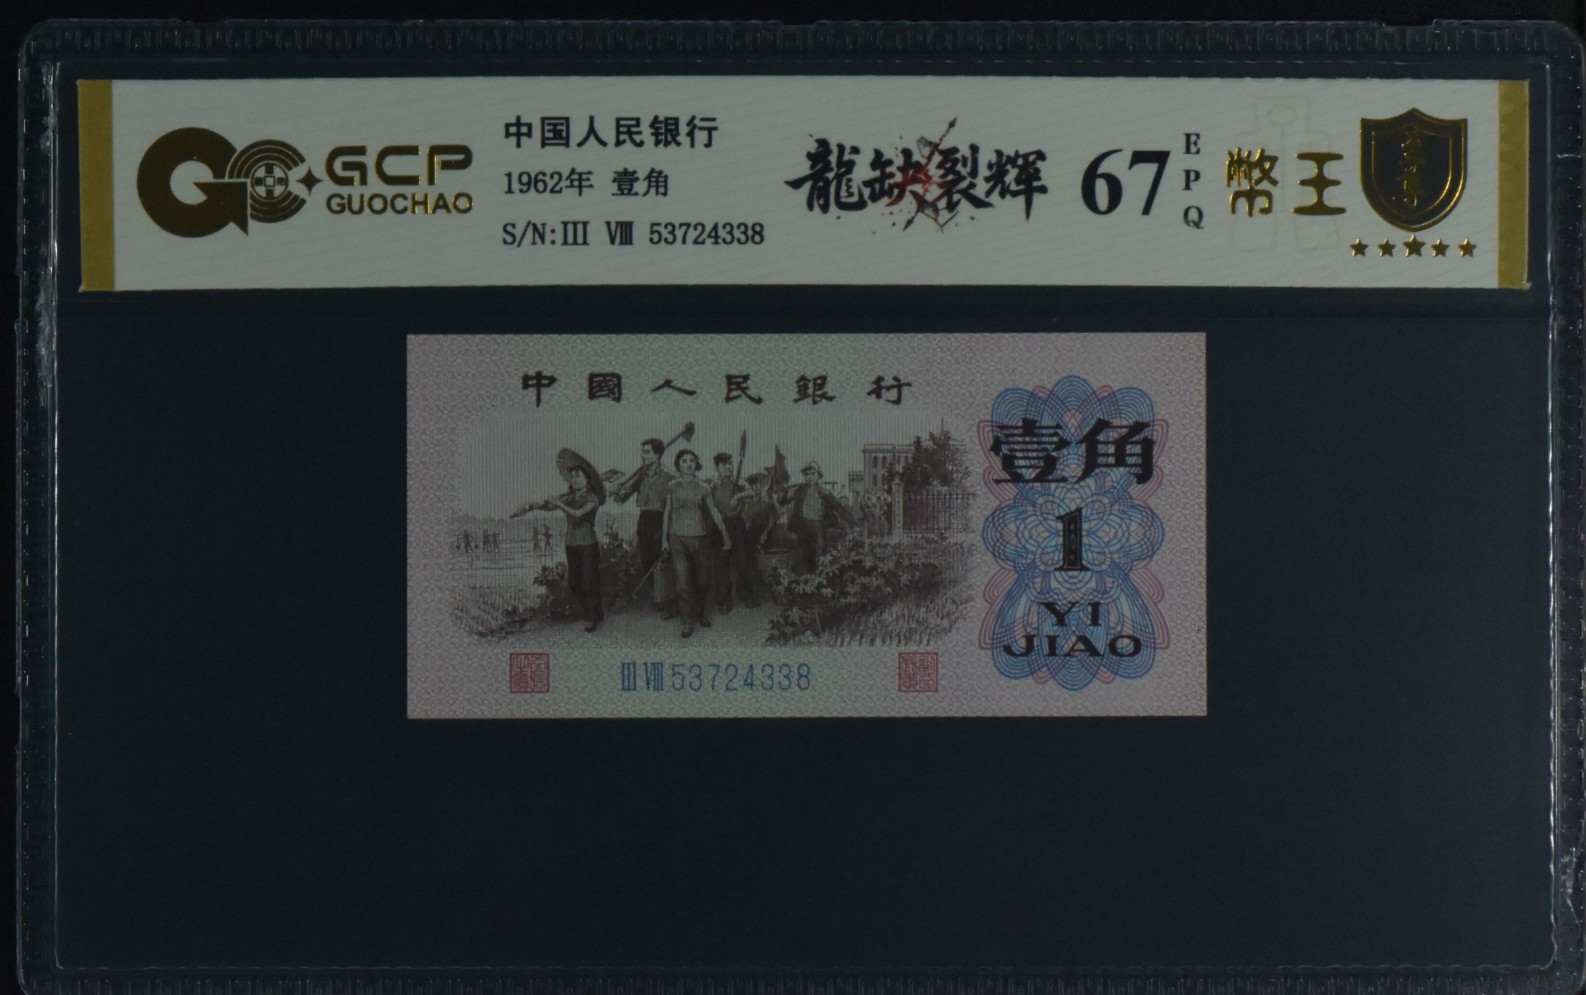 GCP
GUOCHAO
中国人民银行
1962年 壹角
S/N:III VIII 53724338
龍缺裂輝
67
EPQ
幣王
中國人民銀行
壹角
1
YI
JIAO
III VIII 53724338